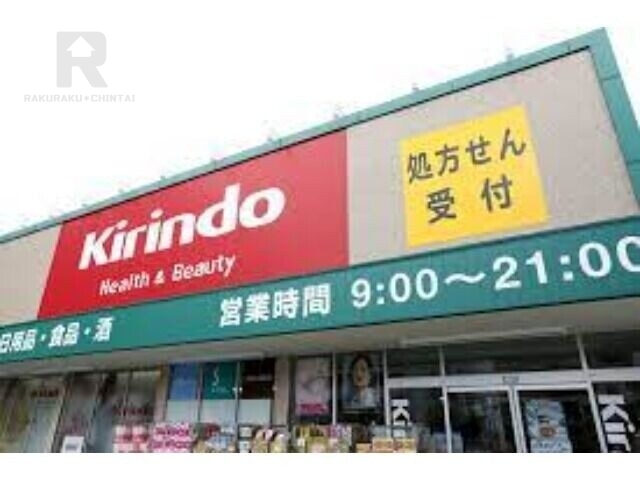 R
RAKURAKU CHINTAI
処方せん
受付
Kirindo
Health & Beauty
日用品・食品・酒
営業時間 9:00～21:00